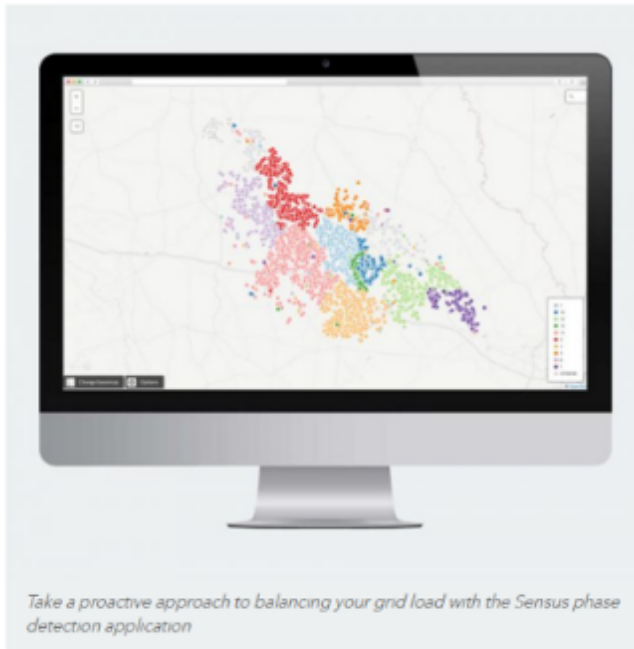 Take a proactive approach to balancing your grid load with the Sensus phase
detection application